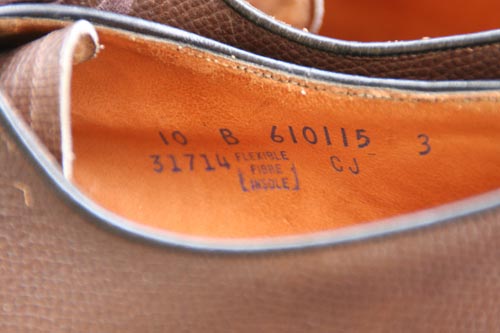 10 B 610115 3
31714 FLEXIBLE FIBRE [INSOLE] CJ